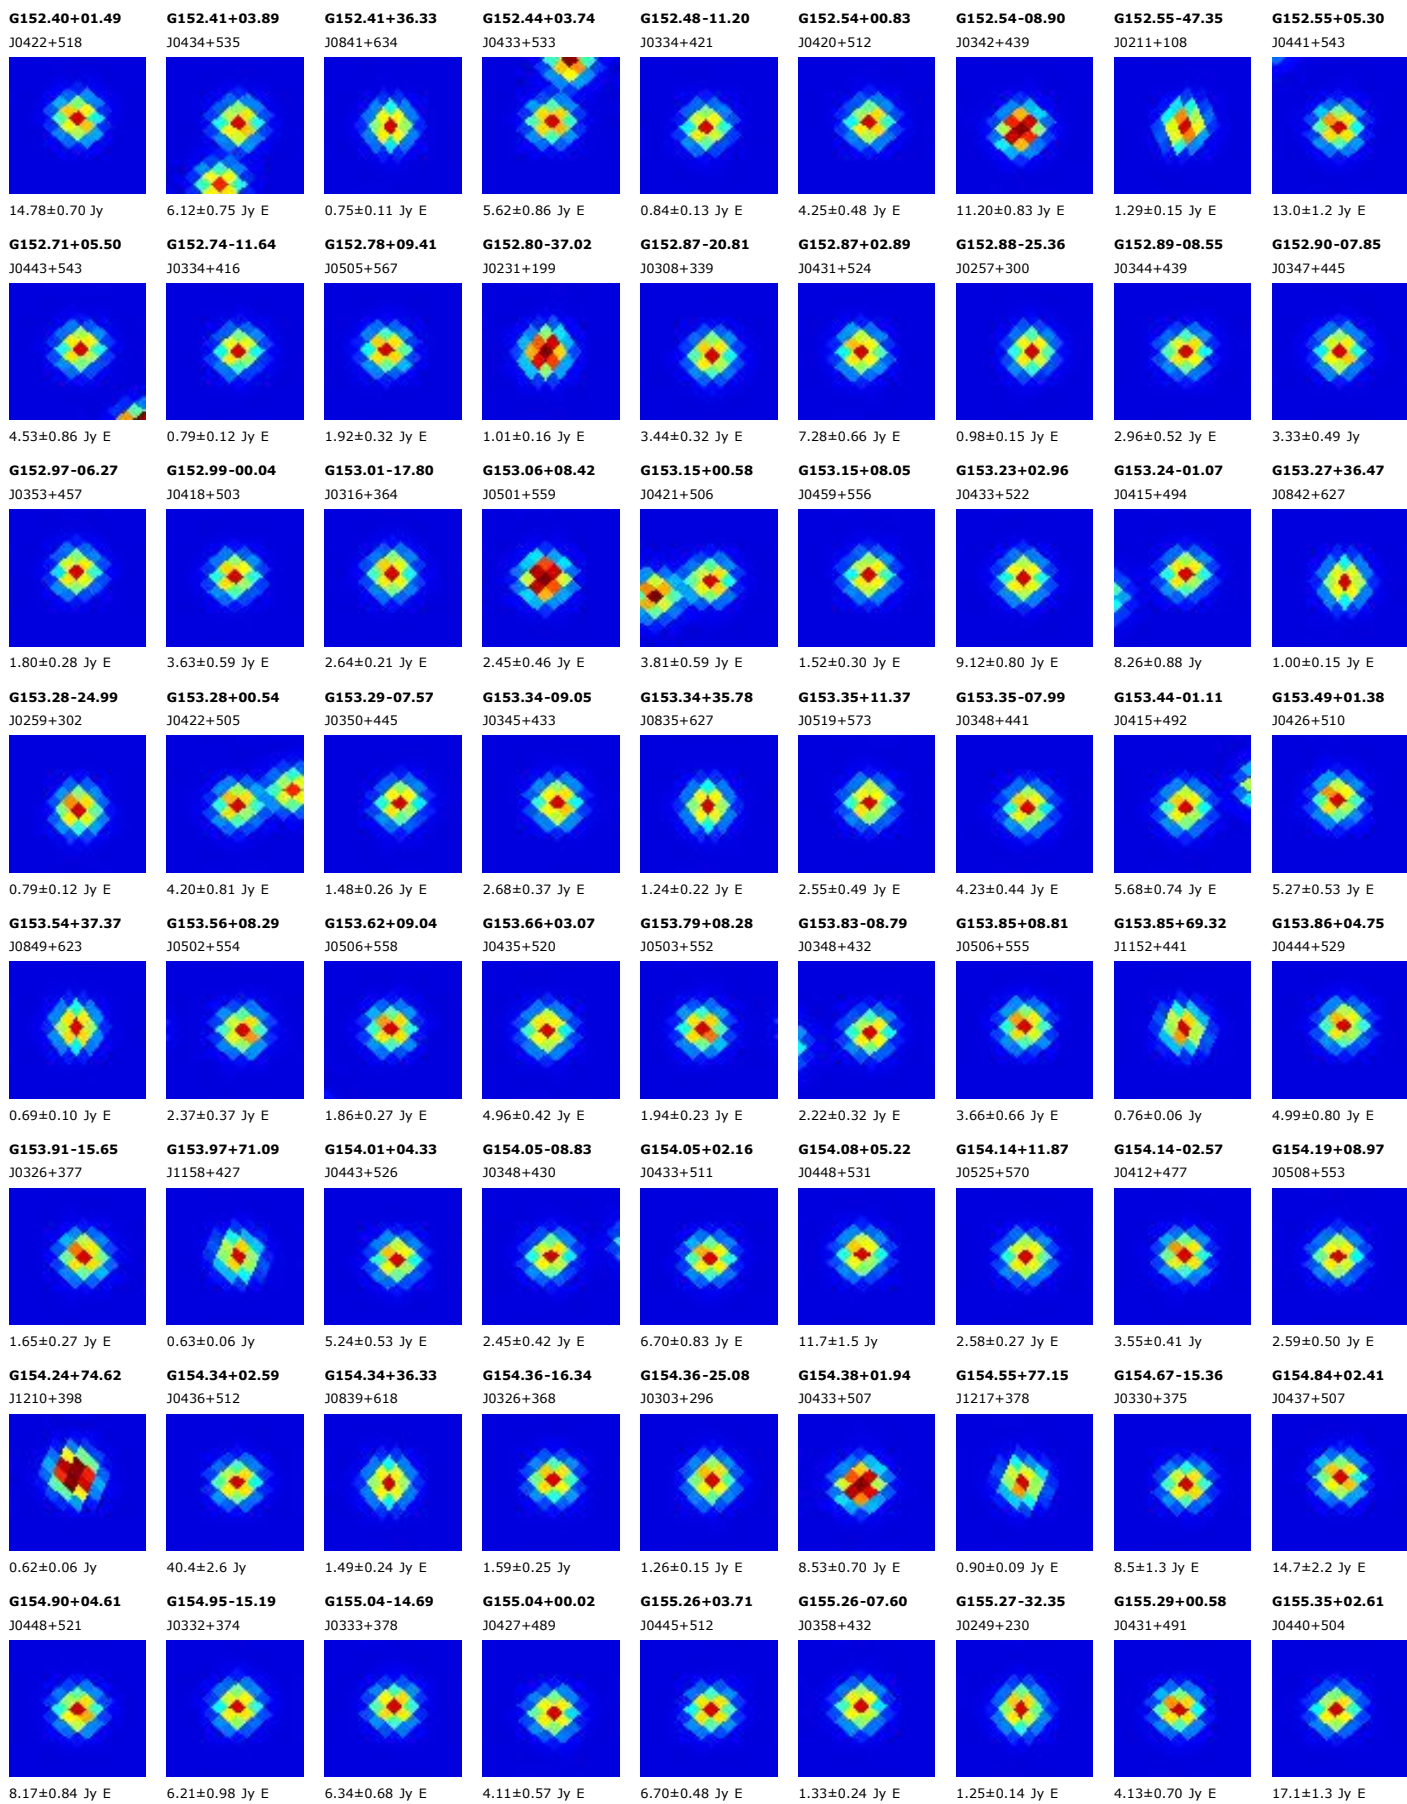 G152.40+01.49 G152.41+03.89 G152.41+36.33 G152.44+03.74 G152.48-11.20 G152.54+00.83 G152.54-08.90 G152.55-47.35 G152.55+05.30
J0422+518 J0434+535 J0841+634 J0433+533 J0334+421 J0420+512 J0342+439 J0211+108 J0441+543
14.78±0.70 Jy 6.12±0.75 Jy E 0.75±0.11 Jy E 5.62±0.86 Jy E 0.84±0.13 Jy E 4.25±0.48 Jy E 11.20±0.83 Jy E 1.29±0.15 Jy E 13.0±1.2 Jy E
G152.71+05.50 G152.74-11.64 G152.78+09.41 G152.80-37.02 G152.87-20.81 G152.87+02.89 G152.88-25.36 G152.89-08.55 G152.90-07.85
J0443+543 J0334+416 J0505+567 J0231+199 J0308+339 J0431+524 J0257+300 J0344+439 J0347+445
4.53±0.86 Jy E 0.79±0.12 Jy E 1.92±0.32 Jy E 1.01±0.16 Jy E 3.44±0.32 Jy E 7.28±0.66 Jy E 0.98±0.15 Jy E 2.96±0.52 Jy E 3.33±0.49 Jy
G152.97-06.27 G152.99-00.04 G153.01-17.80 G153.06+08.42 G153.15+00.58 G153.15+08.05 G153.23+02.96 G153.24-01.07 G153.27+36.47
J0353+457 J0418+503 J0316+364 J0501+559 J0421+506 J0459+556 J0433+522 J0415+494 J0842+627
1.80±0.28 Jy E 3.63±0.59 Jy E 2.64±0.21 Jy E 2.45±0.46 Jy E 3.81±0.59 Jy E 1.52±0.30 Jy E 9.12±0.80 Jy E 8.26±0.88 Jy 1.00±0.15 Jy E
G153.28-24.99 G153.28+00.54 G153.29-07.57 G153.34-09.05 G153.34+35.78 G153.35+11.37 G153.35-07.99 G153.44-01.11 G153.49+01.38
J0259+302 J0422+505 J0350+445 J0345+433 J0835+627 J0519+573 J0348+441 J0415+492 J0426+510
0.79±0.12 Jy E 4.20±0.81 Jy E 1.48±0.26 Jy E 2.68±0.37 Jy E 1.24±0.22 Jy E 2.55±0.49 Jy E 4.23±0.44 Jy E 5.68±0.74 Jy E 5.27±0.53 Jy E
G153.54+37.37 G153.56+08.29 G153.62+09.04 G153.66+03.07 G153.79+08.28 G153.83-08.79 G153.85+08.81 G153.85+69.32 G153.86+04.75
J0849+623 J0502+554 J0506+558 J0435+520 J0503+552 J0348+432 J0506+555 J1152+441 J0444+529
0.69±0.10 Jy E 2.37±0.37 Jy E 1.86±0.27 Jy E 4.96±0.42 Jy E 1.94±0.23 Jy E 2.22±0.32 Jy E 3.66±0.66 Jy E 0.76±0.06 Jy 4.99±0.80 Jy E
G153.91-15.65 G153.97+71.09 G154.01+04.33 G154.05-08.83 G154.05+02.16 G154.08+05.22 G154.14+11.87 G154.14-02.57 G154.19+08.97
J0326+377 J1158+427 J0443+526 J0348+430 J0433+511 J0448+531 J0525+570 J0412+477 J0508+553
1.65±0.27 Jy E 0.63±0.06 Jy 5.24±0.53 Jy E 2.45±0.42 Jy E 6.70±0.83 Jy E 11.7±1.5 Jy 2.58±0.27 Jy E 3.55±0.41 Jy 2.59±0.50 Jy E
G154.24+74.62 G154.34+02.59 G154.34+36.33 G154.36-16.34 G154.36-25.08 G154.38+01.94 G154.55+77.15 G154.67-15.36 G154.84+02.41
J1210+398 J0436+512 J0839+618 J0326+368 J0303+296 J0433+507 J1217+378 J0330+375 J0437+507
0.62±0.06 Jy 40.4±2.6 Jy 1.49±0.24 Jy E 1.59±0.25 Jy 1.26±0.15 Jy E 8.53±0.70 Jy E 0.90±0.09 Jy E 8.5±1.3 Jy E 14.7±2.2 Jy E
G154.90+04.61 G154.95-15.19 G155.04-14.69 G155.04+00.02 G155.26+03.71 G155.26-07.60 G155.27-32.35 G155.29+00.58 G155.35+02.61
J0448+521 J0332+374 J0333+378 J0427+489 J0445+512 J0358+432 J0249+230 J0431+491 J0440+504
8.17±0.84 Jy E 6.21±0.98 Jy E 6.34±0.68 Jy E 4.11±0.57 Jy E 6.70±0.48 Jy E 1.33±0.24 Jy E 1.25±0.14 Jy E 4.13±0.70 Jy E 17.1±1.3 Jy E